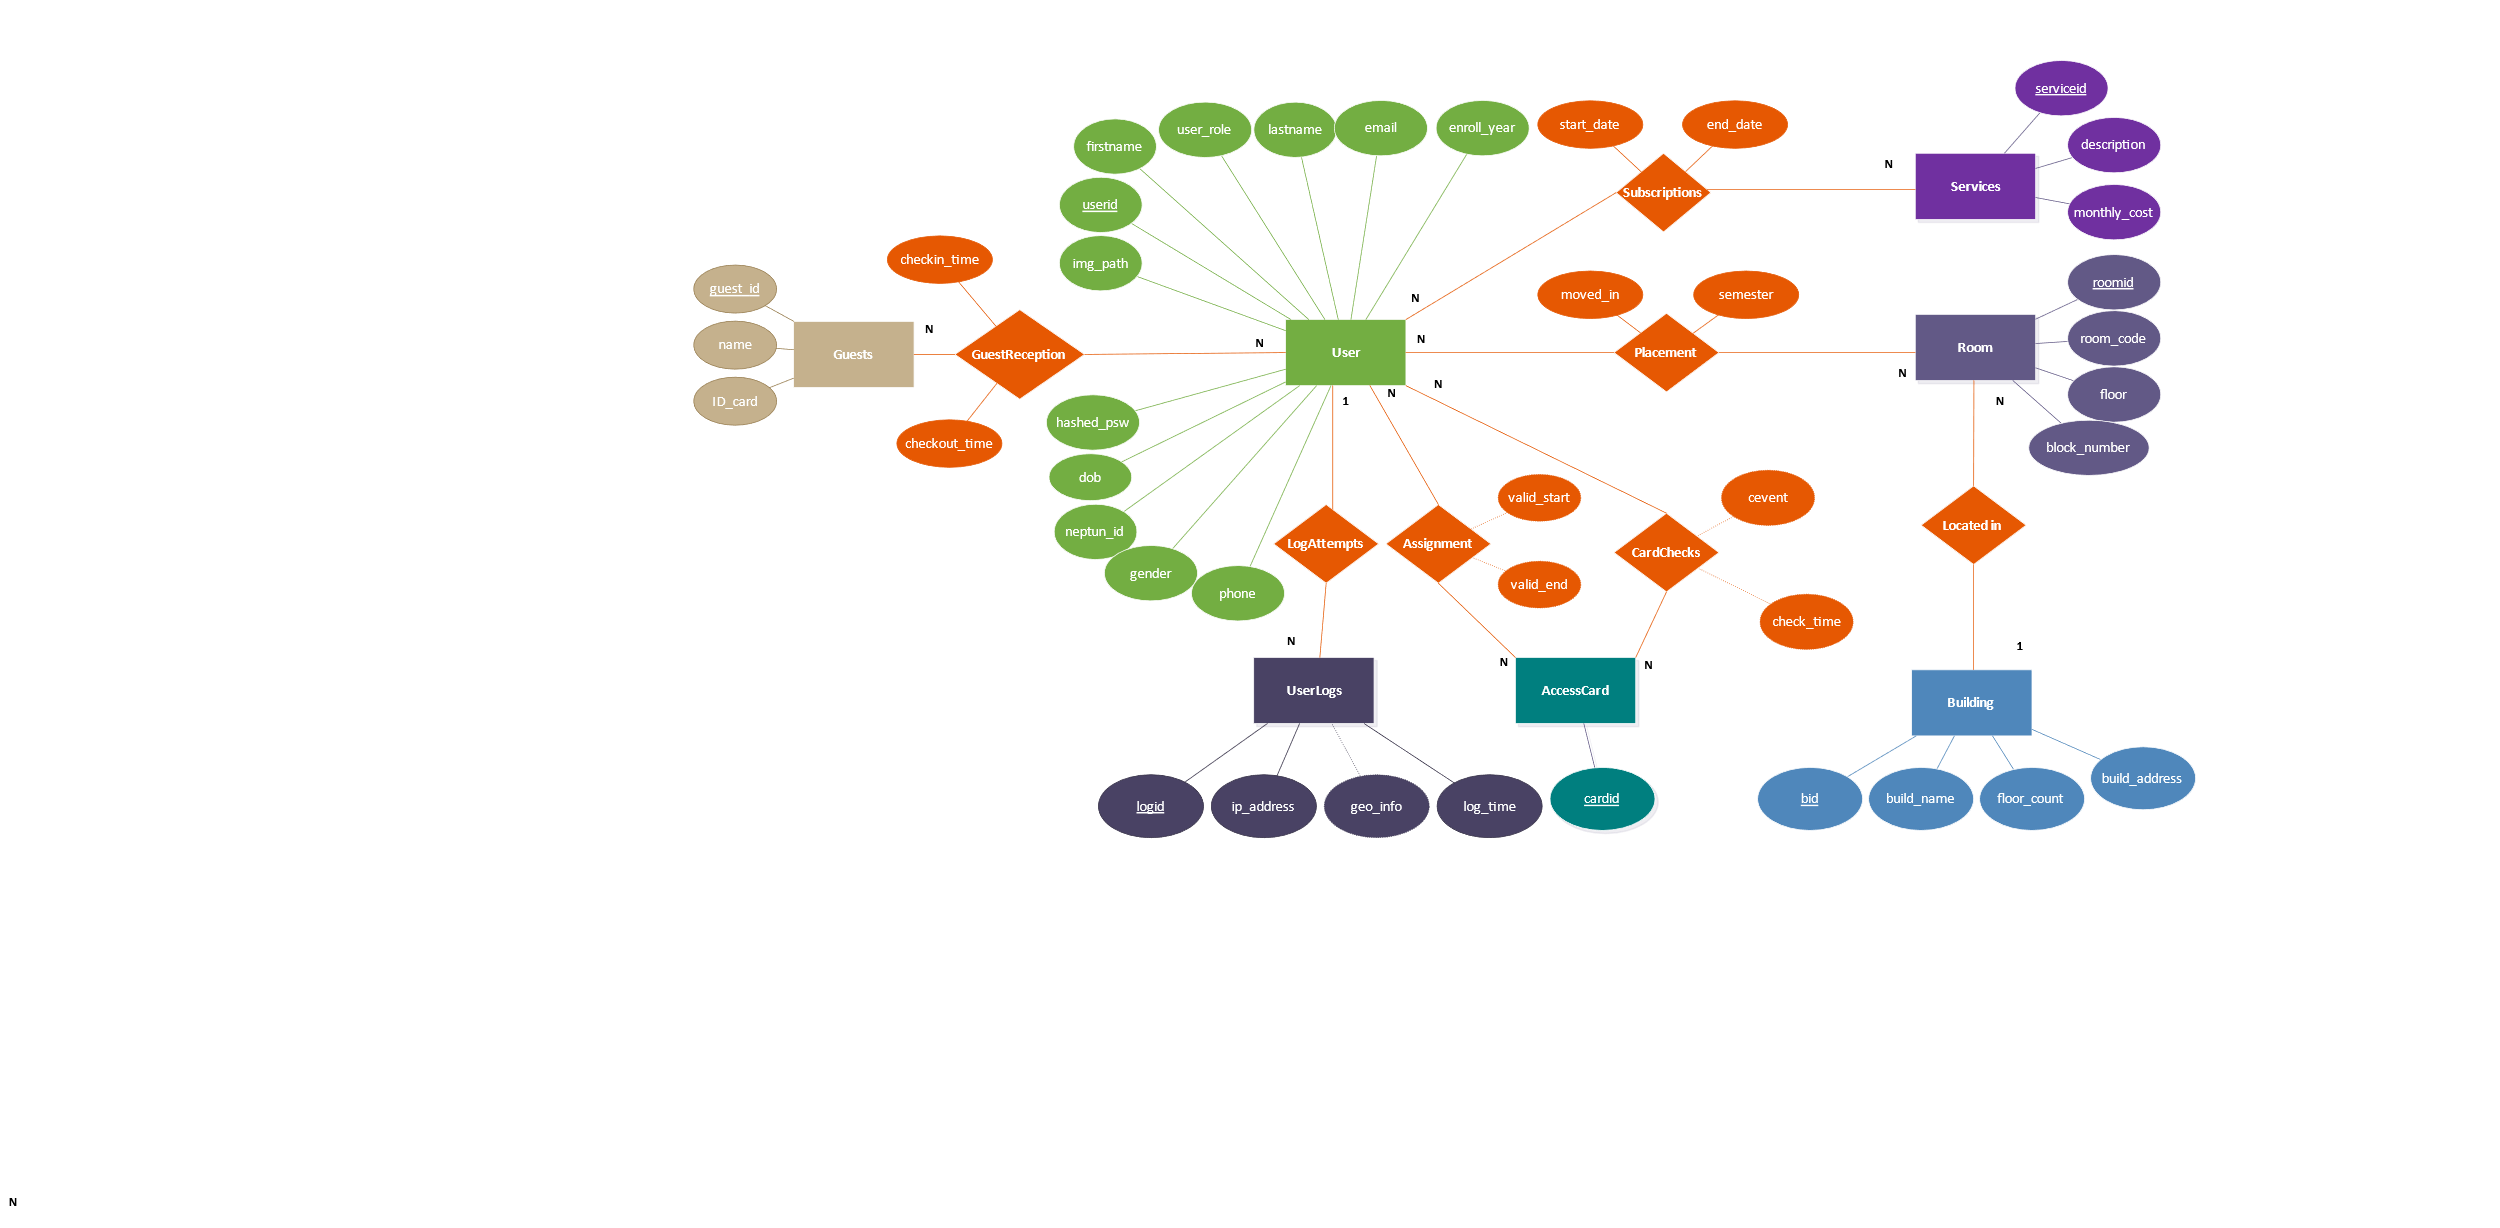 serviceid
firstname
user_role
lastname
email
enroll_year
start_date
end_date
description
N
Subscriptions
Services
userid
monthly_cost
checkin_time
img_path
guest_id
moved_in
semester
roomid
N
N
name
Guests
GuestReception
N
User
N
Placement
Room
room_code
N
N
ID_card
1
N
N
floor
hashed_psw
checkout_time
block_number
dob
valid_start
cevent
neptun_id
LogAttempts
Assignment
CardChecks
Located in
gender
valid_end
phone
check_time
N
1
N
N
UserLogs
AccessCard
Building
build_address
logid
ip_address
geo_info
log_time
cardid
bid
build_name
floor_count
N